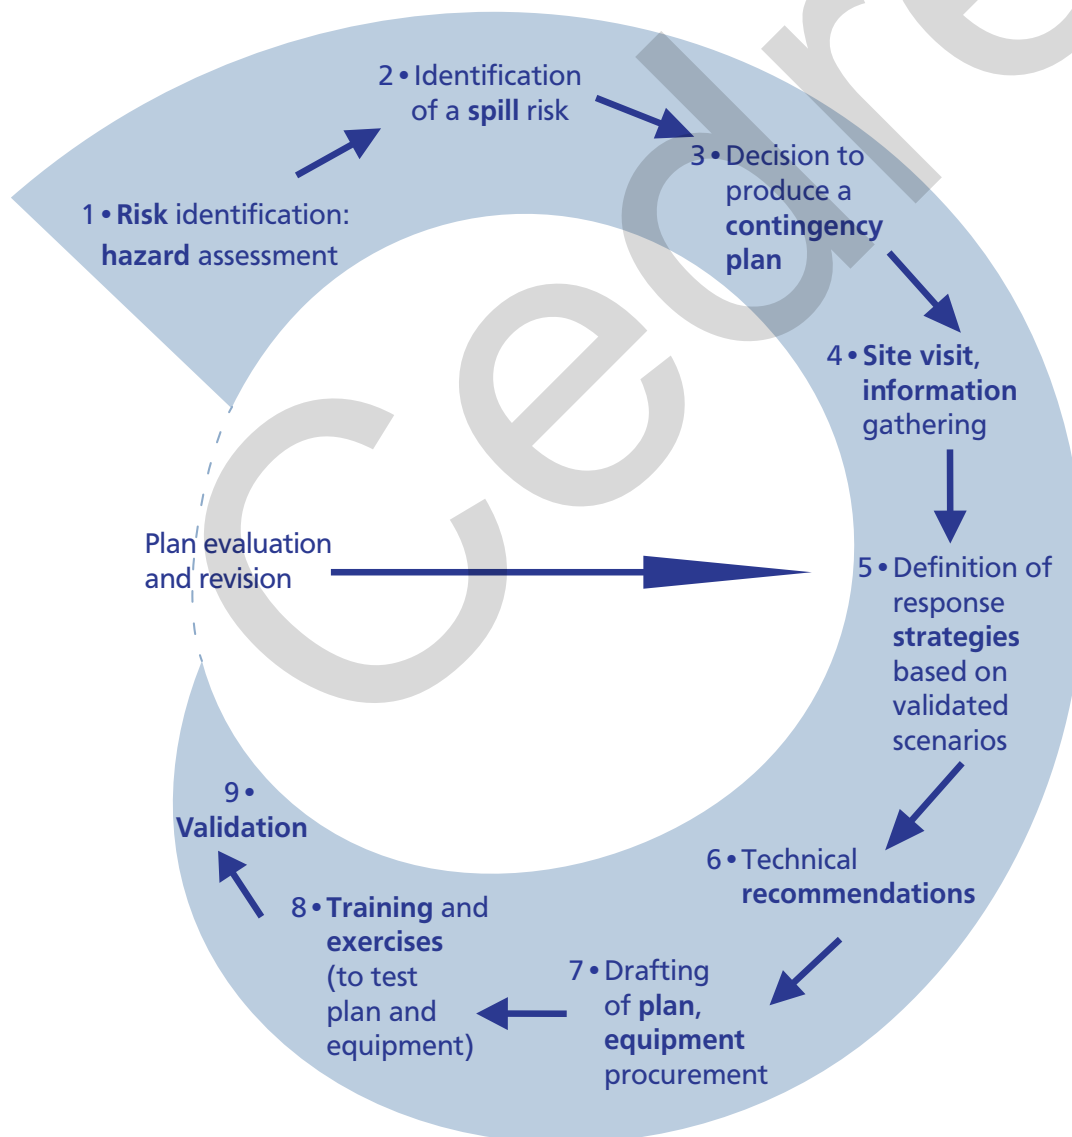 1 • Risk identification:
hazard assessment
2 • Identification
of a spill risk
3 • Decision to
produce a
contingency
plan
4 • Site visit,
information
gathering
5 • Definition of
response
strategies
based on
validated
scenarios
6 • Technical
recommendations
7 • Drafting
of plan,
equipment
procurement
8 • Training and
exercises
(to test
plan and
equipment)
9 •
Validation
Plan evaluation
and revision
Cedre